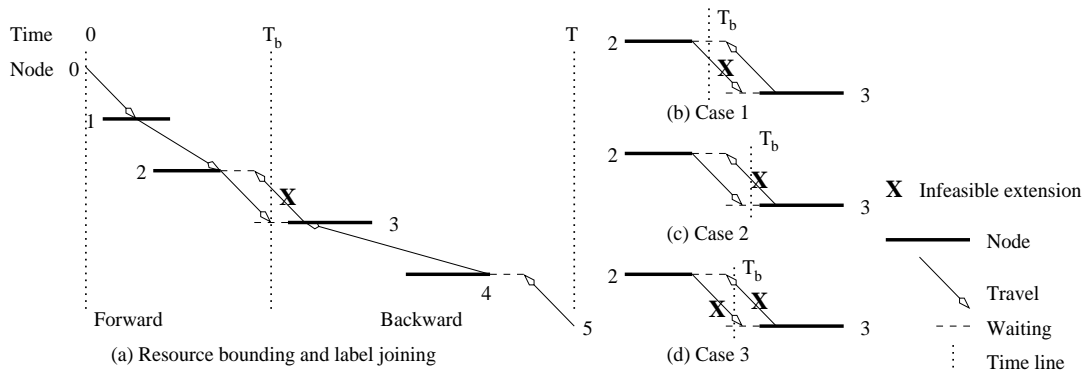 Time 0 T_b T
Node 0
1
2
X
3
4
5
Forward Backward
(a) Resource bounding and label joining
T_b
2
X
3
(b) Case 1
T_b
2
X
3
(c) Case 2
T_b
2
X X
3
(d) Case 3
X Infeasible extension
Node
Travel
Waiting
Time line